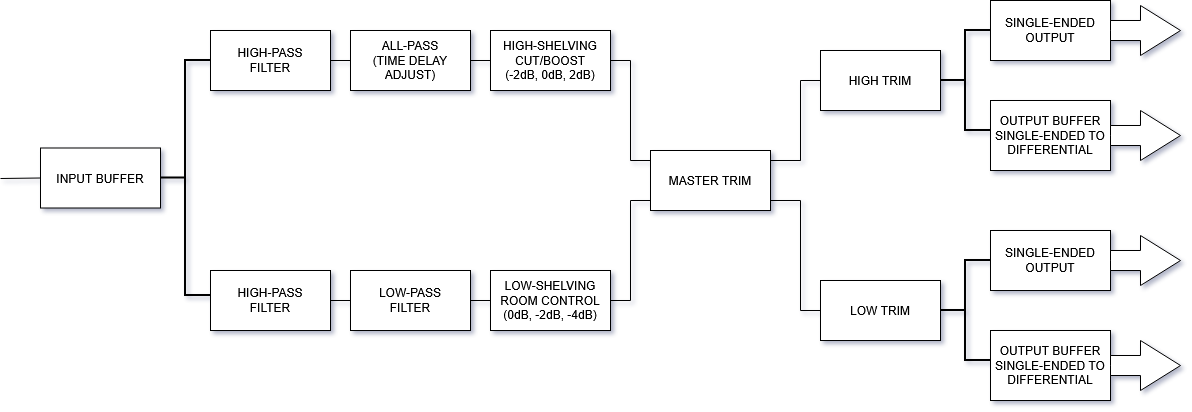 INPUT BUFFER
HIGH-PASS
FILTER
ALL-PASS
(TIME DELAY
ADJUST)
HIGH-SHELVING
CUT/BOOST
(-2dB, 0dB, 2dB)
HIGH-PASS
FILTER
LOW-PASS
FILTER
LOW-SHELVING
ROOM CONTROL
(0dB, -2dB, -4dB)
MASTER TRIM
HIGH TRIM
SINGLE-ENDED
OUTPUT
OUTPUT BUFFER
SINGLE-ENDED TO
DIFFERENTIAL
LOW TRIM
SINGLE-ENDED
OUTPUT
OUTPUT BUFFER
SINGLE-ENDED TO
DIFFERENTIAL